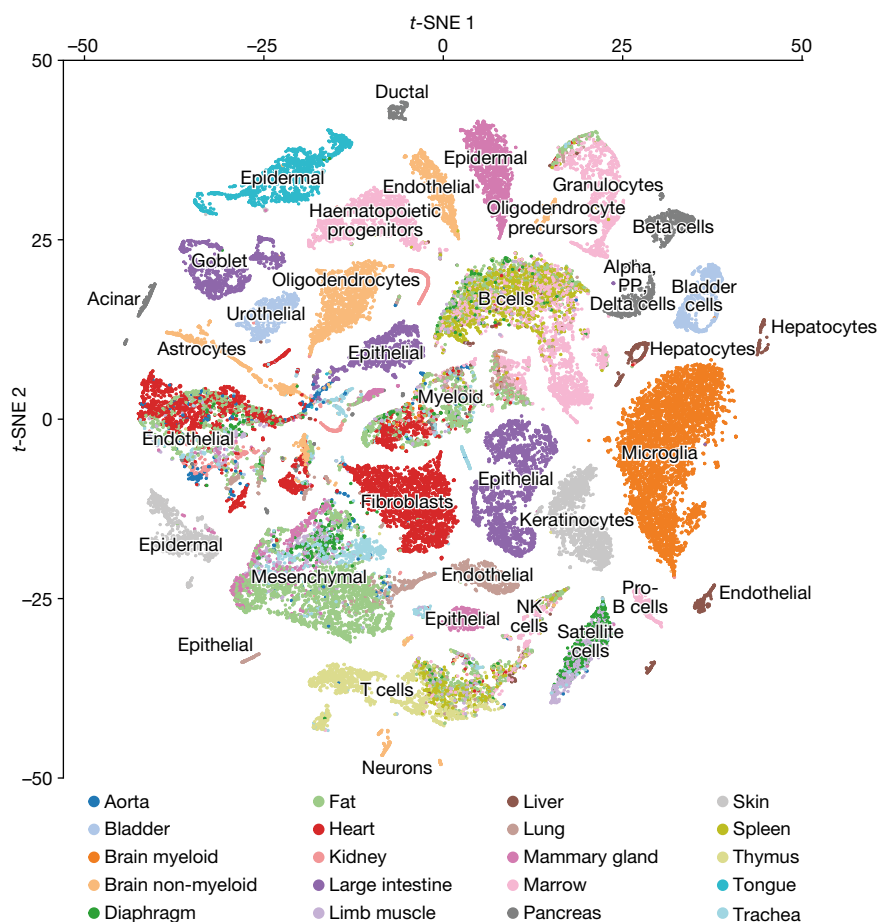 t-SNE 1
−50 −25 0 25 50
50
Ductal
Epidermal
Epidermal
Endothelial
Granulocytes
Haematopoietic
progenitors
Oligodendrocyte
precursors
Beta cells
25
Goblet
Oligodendrocytes
Alpha,
PP,
Delta cells
Bladder
cells
Acinar
B cells
Urothelial
Hepatocytes
Astrocytes
Epithelial
Hepatocytes
Myeloid
t-SNE 2
0
Endothelial
Microglia
Epithelial
Fibroblasts
Keratinocytes
Epidermal
Mesenchymal
Endothelial
−25
Pro-
B cells
Endothelial
NK
cells
Epithelial
Satellite
cells
Epithelial
T cells
Neurons
−50
Aorta Fat Liver Skin
Bladder Heart Lung Spleen
Brain myeloid Kidney Mammary gland Thymus
Brain non-myeloid Large intestine Marrow Tongue
Diaphragm Limb muscle Pancreas Trachea